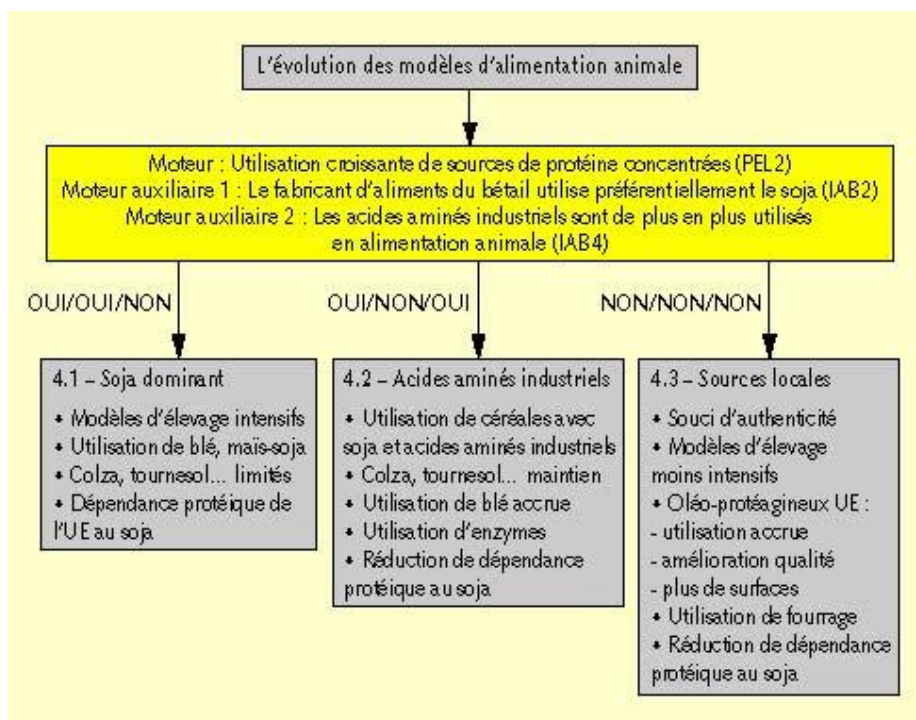 L'évolution des modèles d'alimentation animale
Moteur : Utilisation croissante de sources de protéine concentrées (PEL2)
Moteur auxiliaire 1 : Le fabricant d'aliments du bétail utilise préférentiellement le soja (IAB2)
Moteur auxiliaire 2 : Les acides aminés industriels sont de plus en plus utilisés
en alimentation animale (IAB4)
OUI/OUI/NON
OUI/NON/OUI
NON/NON/NON
4.1 – Soja dominant
• Modèles d'élevage intensifs
• Utilisation de blé, maïs-soja
• Colza, tournesol... limités
• Dépendance protéique de
l'UE au soja
4.2 – Acides aminés industriels
• Utilisation de céréales avec
soja et acides aminés industriels
• Colza, tournesol... maintien
• Utilisation de blé accrue
• Utilisation d'enzymes
• Réduction de dépendance
protéique au soja
4.3 – Sources locales
• Souci d'authenticité
• Modèles d'élevage
moins intensifs
• Oléo-protéagineux UE :
- utilisation accrue
- amélioration qualité
- plus de surfaces
• Utilisation de fourrage
• Réduction de dépendance
protéique au soja